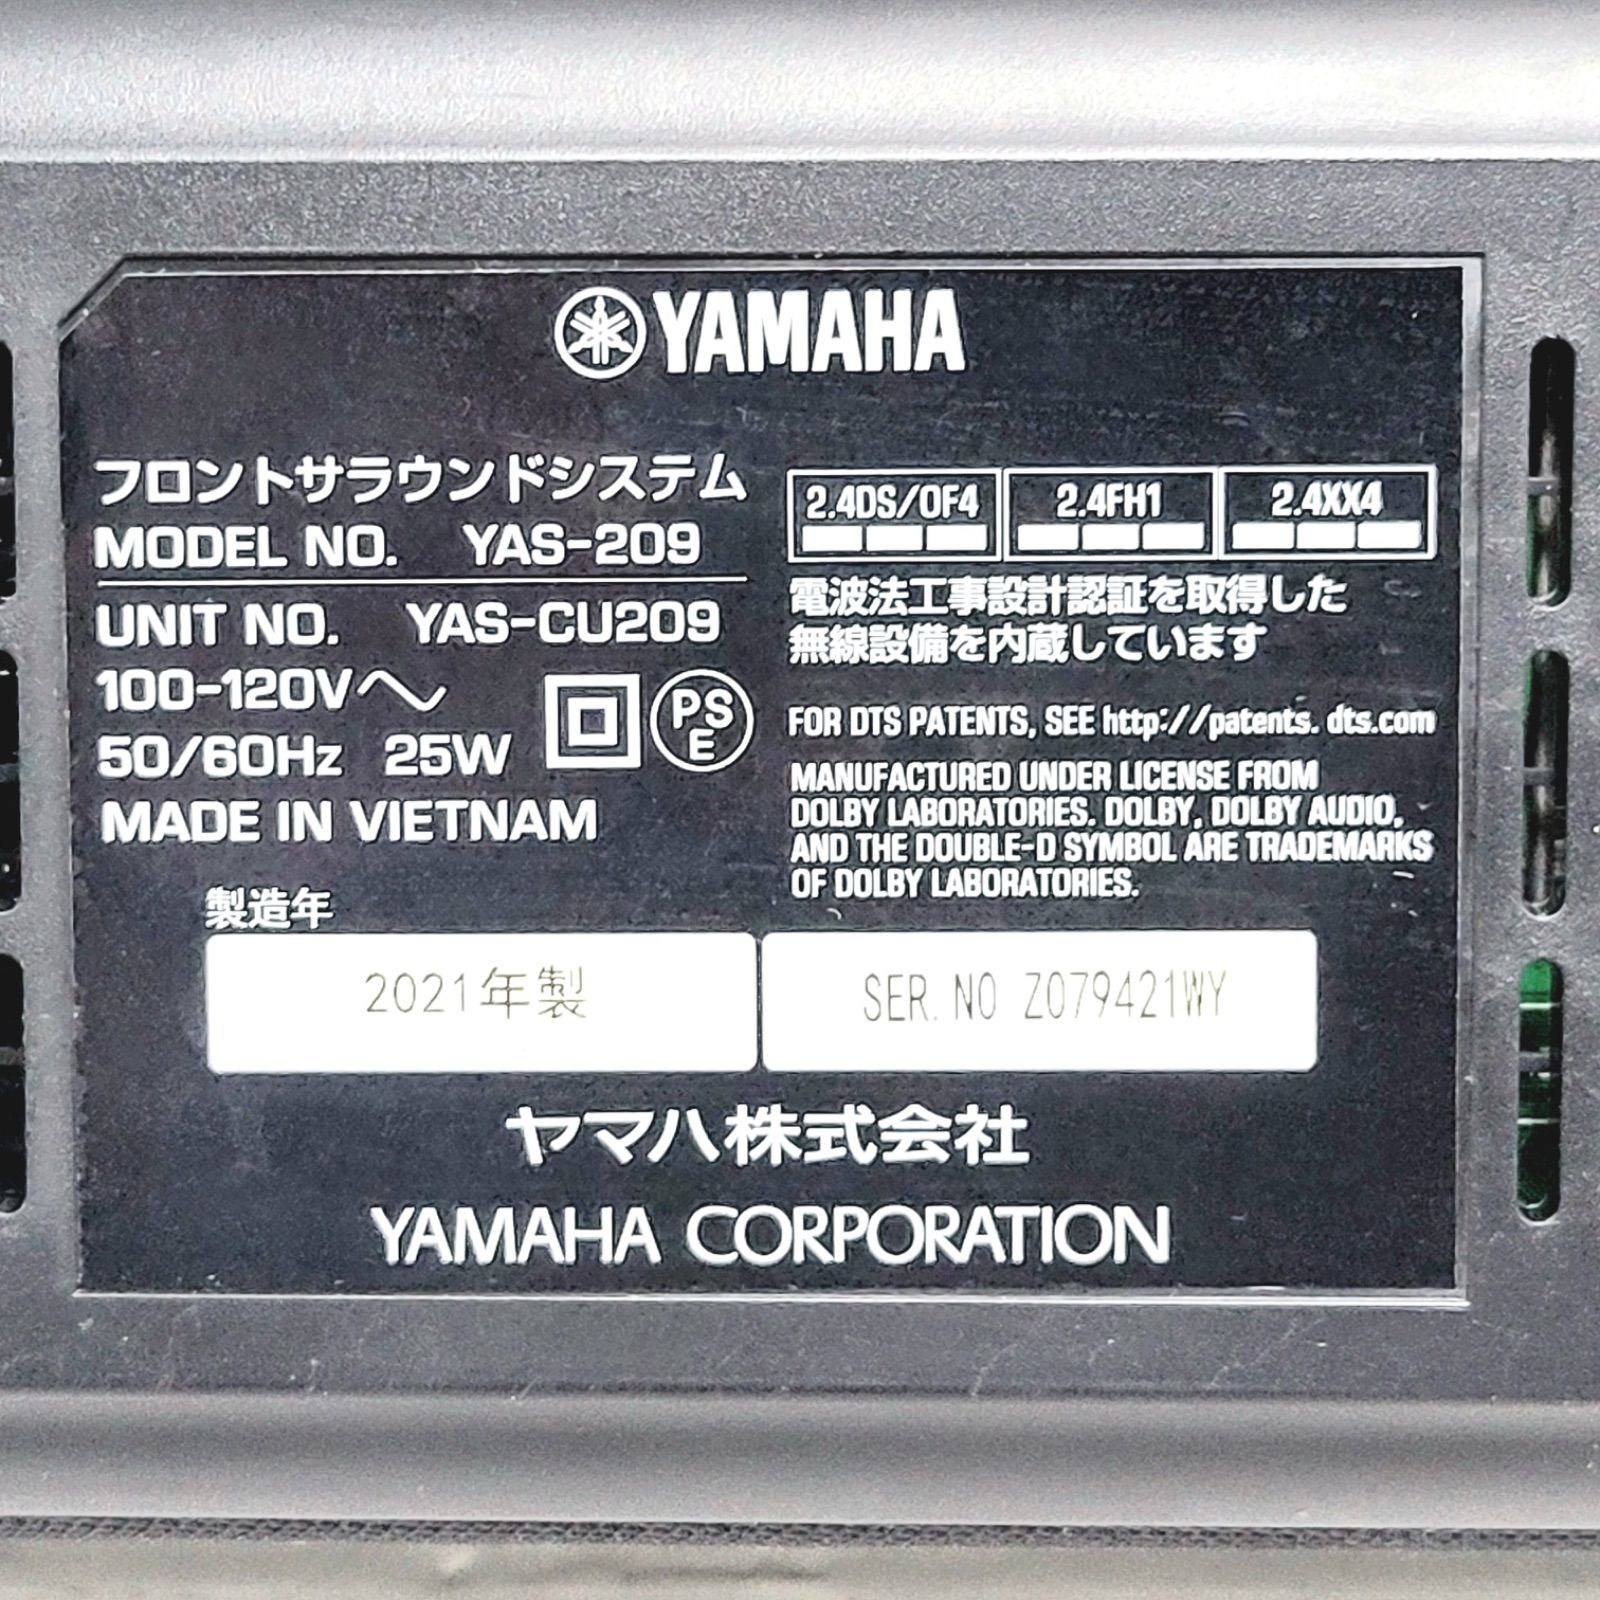 YAMAHA
フロントサラウンドシステム
MODEL NO. YAS-209
UNIT NO. YAS-CU209
100-120V
50/60Hz 25W
PS
E
MADE IN VIETNAM
2.4DS/OF4 2.4FH1 2.4XX4
電波法工事設計認証を取得した
無線設備を内蔵しています
FOR DTS PATENTS, SEE http://patents. dts.com
MANUFACTURED UNDER LICENSE FROM
DOLBY LABORATORIES. DOLBY, DOLBY AUDIO,
AND THE DOUBLE-D SYMBOL ARE TRADEMARKS
OF DOLBY LABORATORIES.
製造年
2021年製
SER. NO Z079421WY
ヤマハ株式会社
YAMAHA CORPORATION